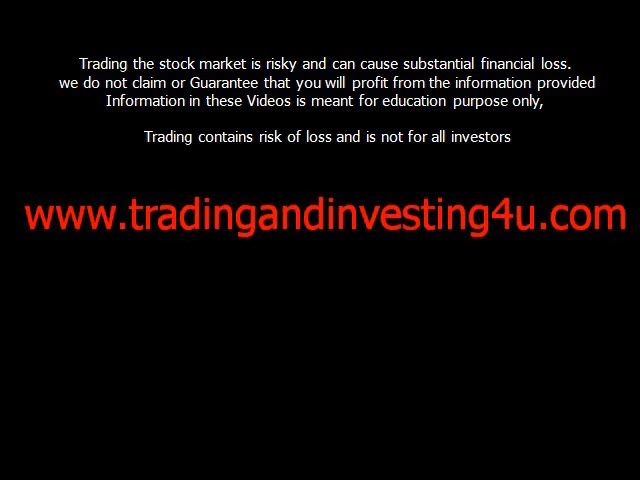 Trading the stock market is risky and can cause substantial financial loss.
we do not claim or Guarantee that you will profit from the information provided
Information in these Videos is meant for education purpose only,
Trading contains risk of loss and is not for all investors
www.tradingandinvesting4u.com